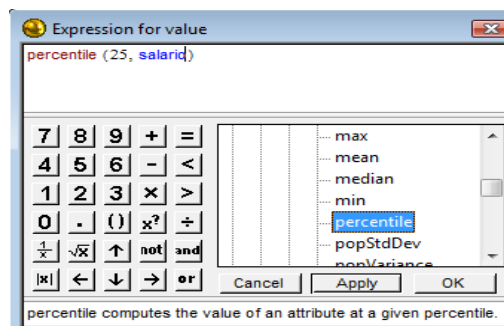 Expression for value
percentile (25, salario)
7 8 9 + =
max
mean
4 5 6 - <
median
1 2 3 × >
min
0 . () x? ÷
percentile
1/x √x ↑ not and
popStdDev
popVariance
|x| ← ↓ → or
Cancel Apply OK
percentile computes the value of an attribute at a given percentile.